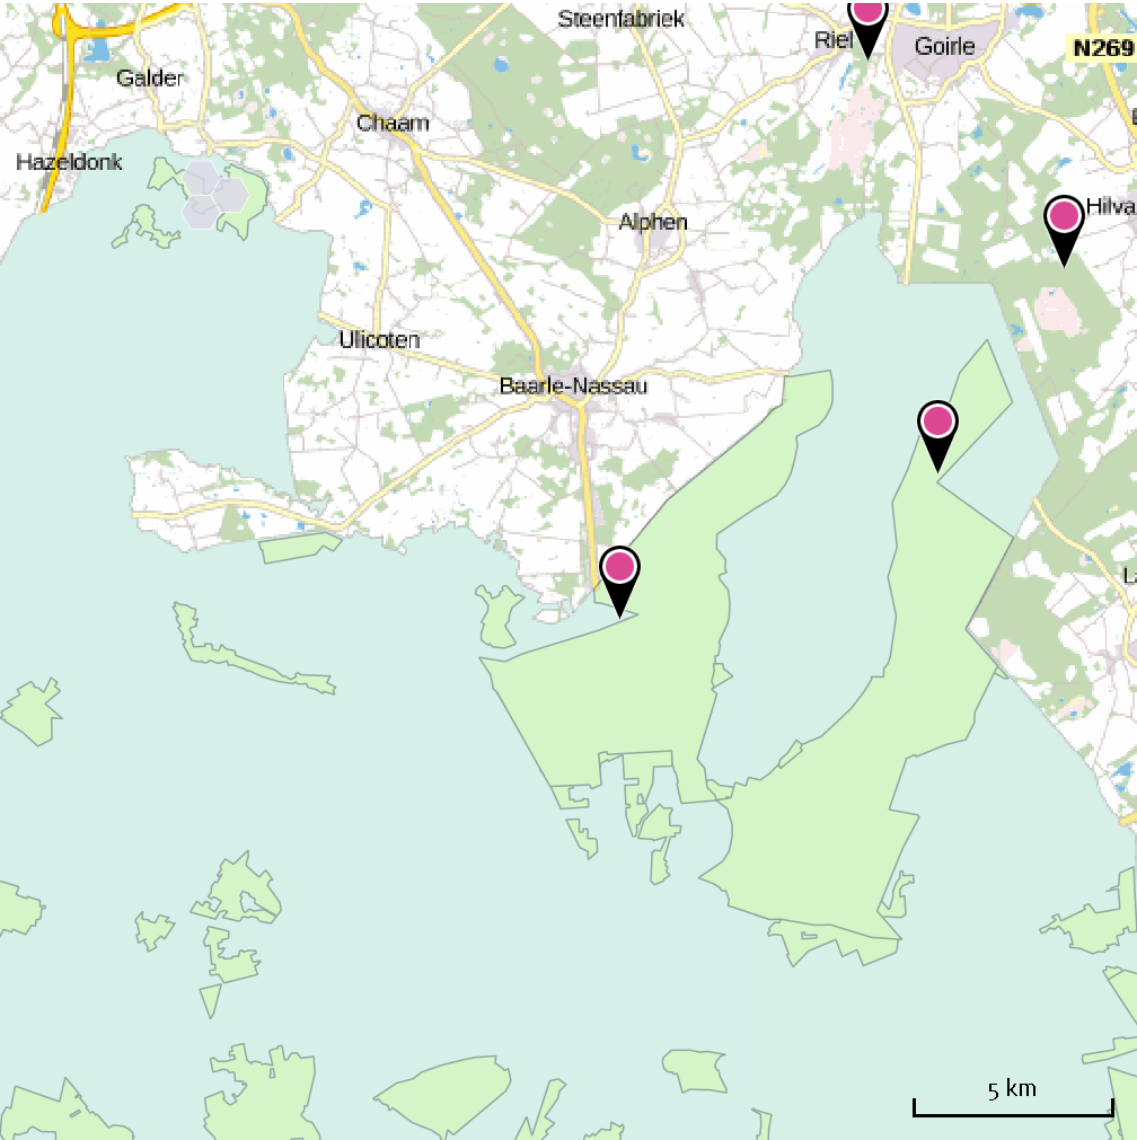 Steenfabriek
Riel
Goirle
N269
Galder
Chaam
Hazeldonk
Hilva
Alphen
Ulicoten
Baarle-Nassau
5 km